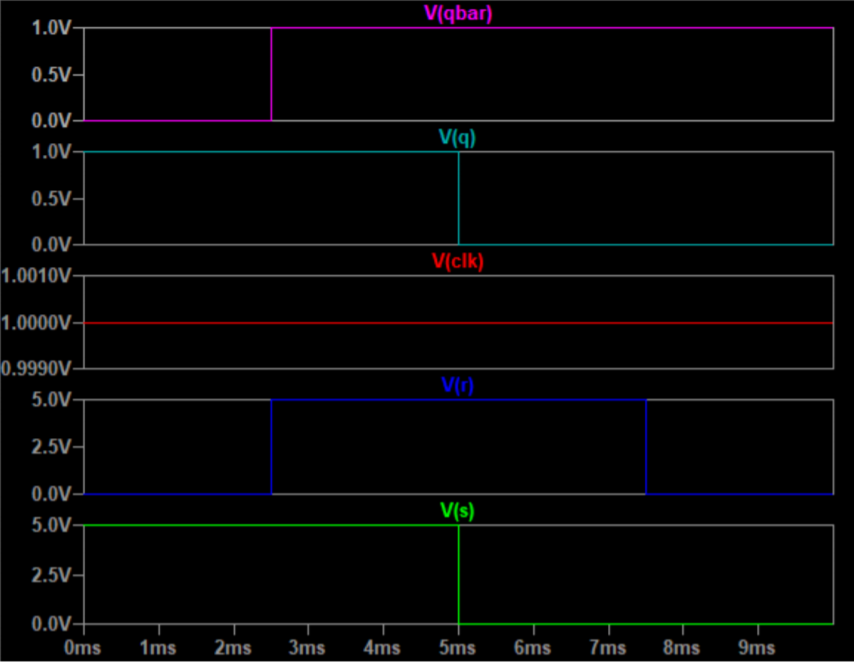 V(qbar)
1.0V
0.5V
0.0V
V(q)
1.0V
0.5V
0.0V
V(clk)
1.0010V
1.0000V
0.9990V
V(r)
5.0V
2.5V
0.0V
V(s)
5.0V
2.5V
0.0V
0ms 1ms 2ms 3ms 4ms 5ms 6ms 7ms 8ms 9ms